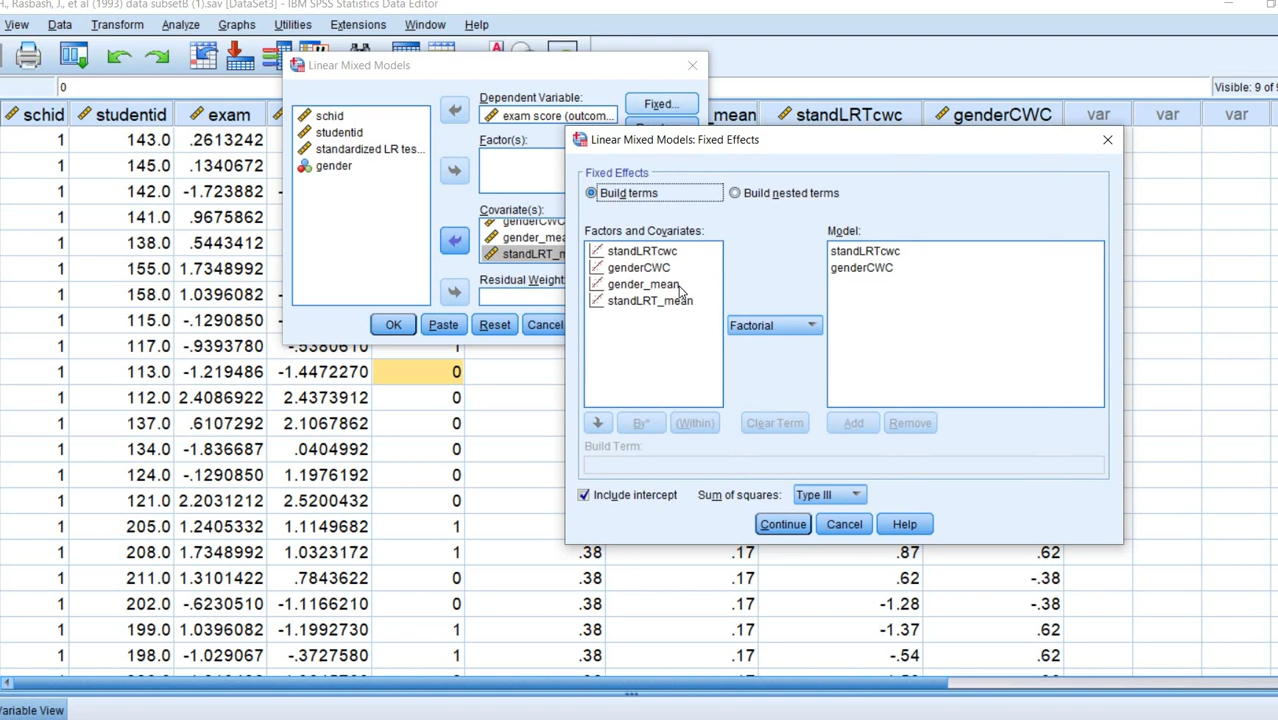 H., Rasbash, J., et al (1993) data subsetB (1).sav [DataSet3] - IBM SPSS Statistics Data Editor
View Data Transform Analyze Graphs Utilities Extensions Window Help
0
Visible: 9 of 9
schid studentid exam _mean standLRTcwc genderCWC var var var
1 143.0 .2613242
1 145.0 .1340672
1 142.0 -1.723882
1 141.0 .9675862
1 138.0 .5443412
1 155.0 1.7348992
1 158.0 1.0396082
1 115.0 -.1290850
1 117.0 -.9393780 -.5380610 1
1 113.0 -1.219486 -1.4472270 0
1 112.0 2.4086922 2.4373912 0
1 137.0 .6107292 2.1067862 0
1 134.0 -1.836687 .0404992 0
1 124.0 -.1290850 1.1976192 0
1 121.0 2.2031212 2.5200432 0
1 205.0 1.2405332 1.1149682 1
1 208.0 1.7348992 1.0323172 1 .38 .17 .87 .62
1 211.0 1.3101422 .7843622 0 .38 .17 .62 -.38
1 202.0 -.6230510 -1.1166210 0 .38 .17 -1.28 -.38
1 199.0 1.0396082 -1.1992730 1 .38 .17 -1.37 .62
1 198.0 -1.029067 -.3727580 1 .38 .17 -.54 .62
Linear Mixed Models
schid
studentid
standardized LR tes...
gender
Dependent Variable:
exam score (outcom...
Fixed...
Factor(s):
Covariate(s):
genderCWC
gender_mea
standLRT_m
Residual Weight
OK Paste Reset Cancel
Linear Mixed Models: Fixed Effects
Fixed Effects
Build terms Build nested terms
Factors and Covariates:
standLRTcwc
genderCWC
gender_mean
standLRT_mean
Factorial
Model:
standLRTcwc
genderCWC
By* (Within) Clear Term Add Remove
Build Term:
Include intercept Sum of squares: Type III
Continue Cancel Help
Variable View